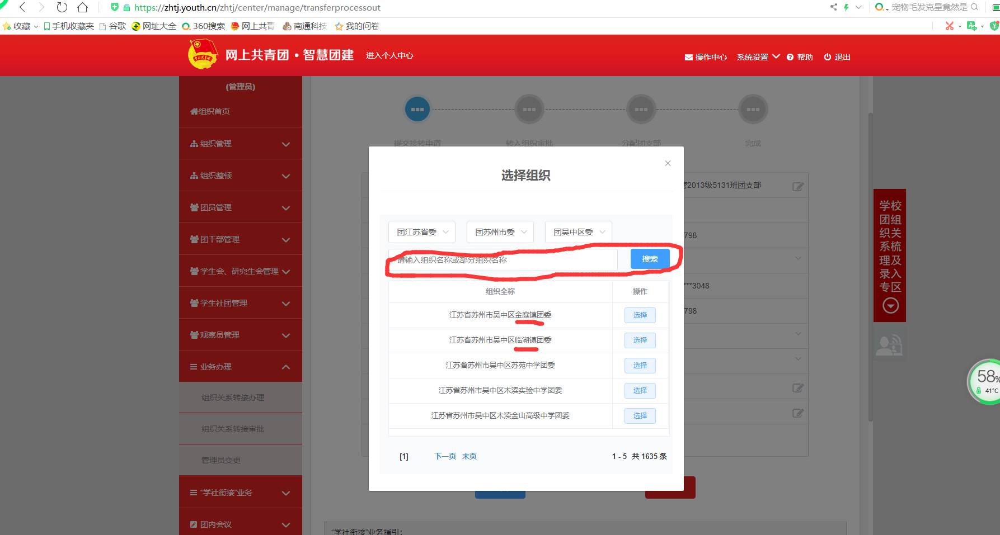 https://zhtj.youth.cn/zhtj/center/manage/transferprocessout
宠物毛发克星竟然是
收藏 手机收藏夹 谷歌 网址大全 360搜索 网上共青 南通科技 我的问卷
网上共青团·智慧团建 进入个人中心
操作中心 系统设置 帮助 退出
(管理员)
组织首页
组织管理
组织整顿
团员管理
团干部管理
学生会、研究生会管理
学生社团管理
观察员管理
业务办理
组织关系转接办理
组织关系转接审批
管理员变更
“学社衔接”业务
团内会议
提交接转申请 转入组织审批 分配团支部 完成
管2013级5131班团支部
798
***3048
798
选择组织
团江苏省委 团苏州市委 团吴中区委
请输入组织名称或部分组织名称 搜索
组织全称 操作
江苏省苏州市吴中区金庭镇团委 选择
江苏省苏州市吴中区临湖镇团委 选择
江苏省苏州市吴中区苏苑中学团委 选择
江苏省苏州市吴中区木渎实验中学团委 选择
江苏省苏州市吴中区木渎金山高级中学团委 选择
[1] 下一页 末页 1 - 5 共 1635 条
“学社衔接”业务指引:
学校
团组
织关
系梳
理及
录入
专区
58%
41°C